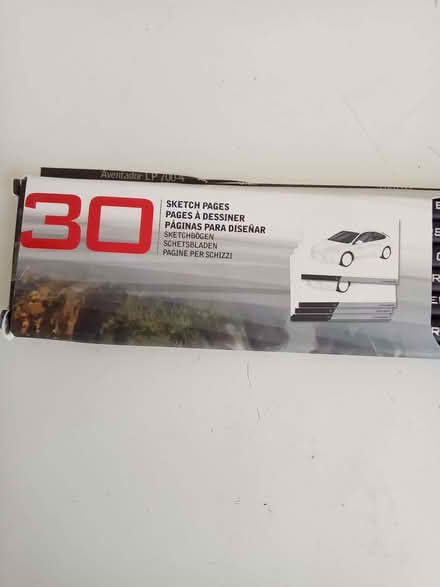 Aventador LP 700-4
30
SKETCH PAGES
PAGES À DESSINER
PÁGINAS PARA DISEÑAR
SKETCHBÖGEN
SCHETSBLADEN
PAGINE PER SCHIZZI